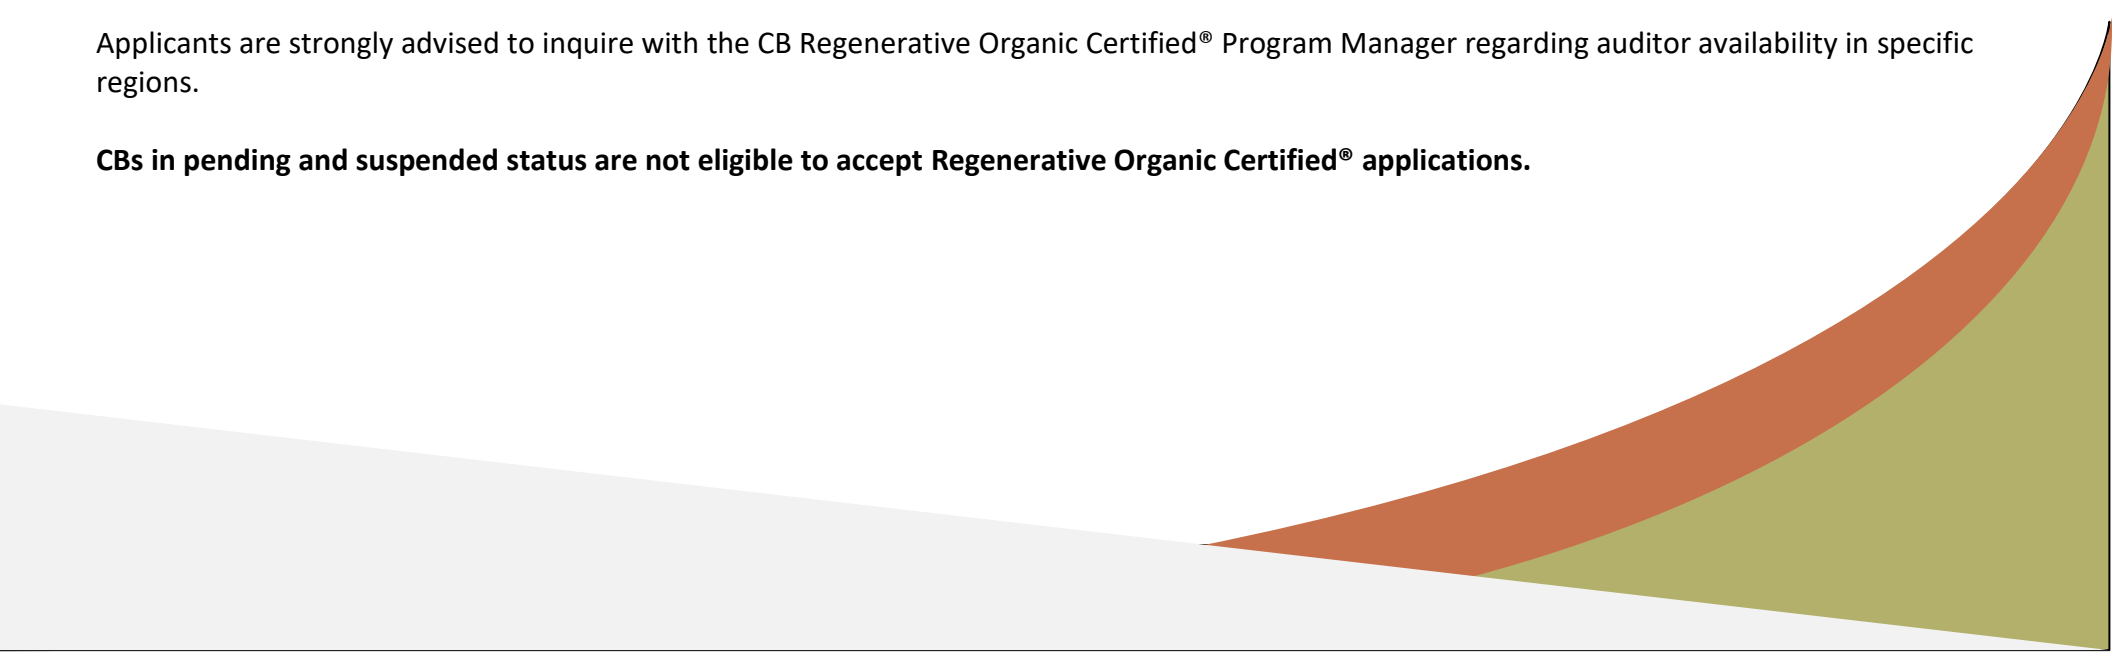 Applicants are strongly advised to inquire with the CB Regenerative Organic Certified® Program Manager regarding auditor availability in specific
regions.
CBs in pending and suspended status are not eligible to accept Regenerative Organic Certified® applications.